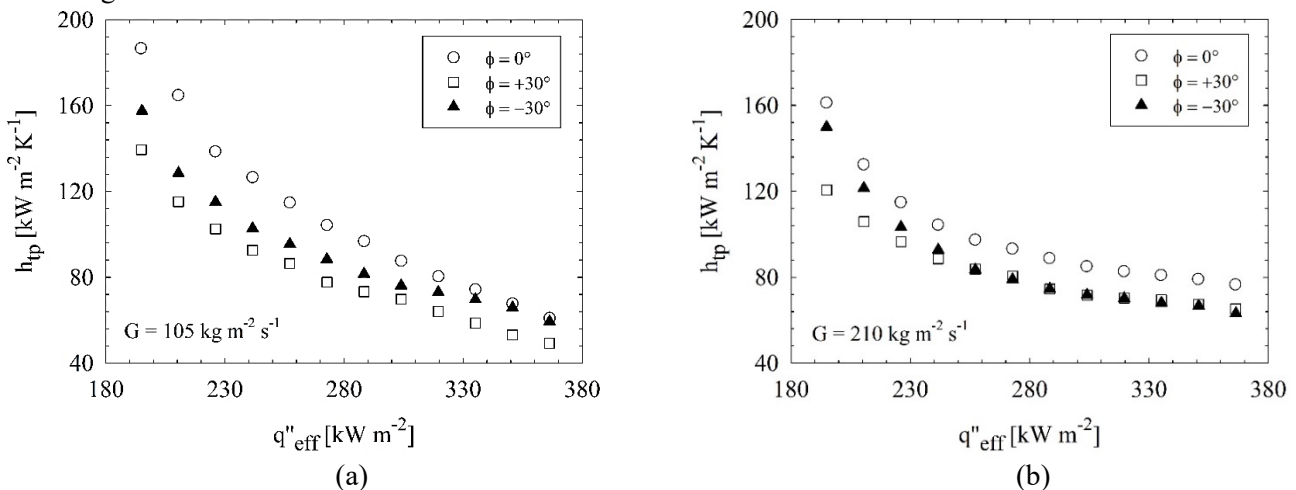 200
160
120
80
40
180
230
280
330
380
h_tp [kW m^-2 K^-1]
q"_eff [kW m^-2]
ϕ = 0°
ϕ = +30°
ϕ = −30°
G = 105 kg m^-2 s^-1
(a)
200
160
120
80
40
180
230
280
330
380
h_tp [kW m^-2 K^-1]
q"_eff [kW m^-2]
ϕ = 0°
ϕ = +30°
ϕ = −30°
G = 210 kg m^-2 s^-1
(b)